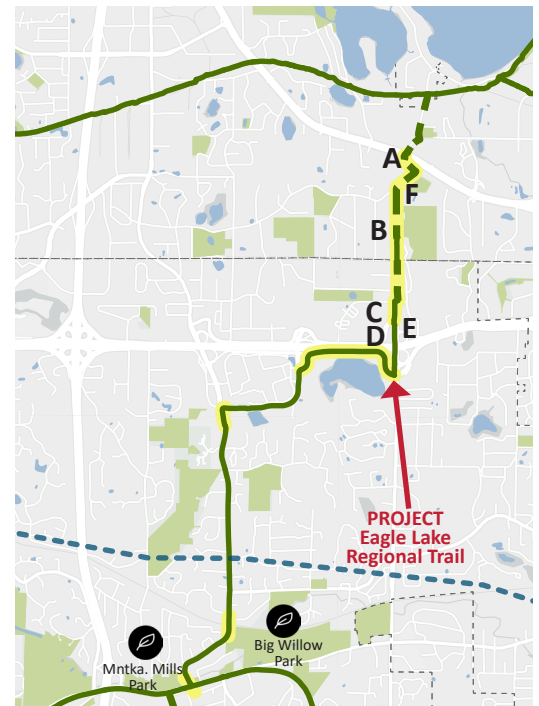 A
F
B
C
E
D
PROJECT
Eagle Lake
Regional Trail
Big Willow
Park
Mntka. Mills
Park